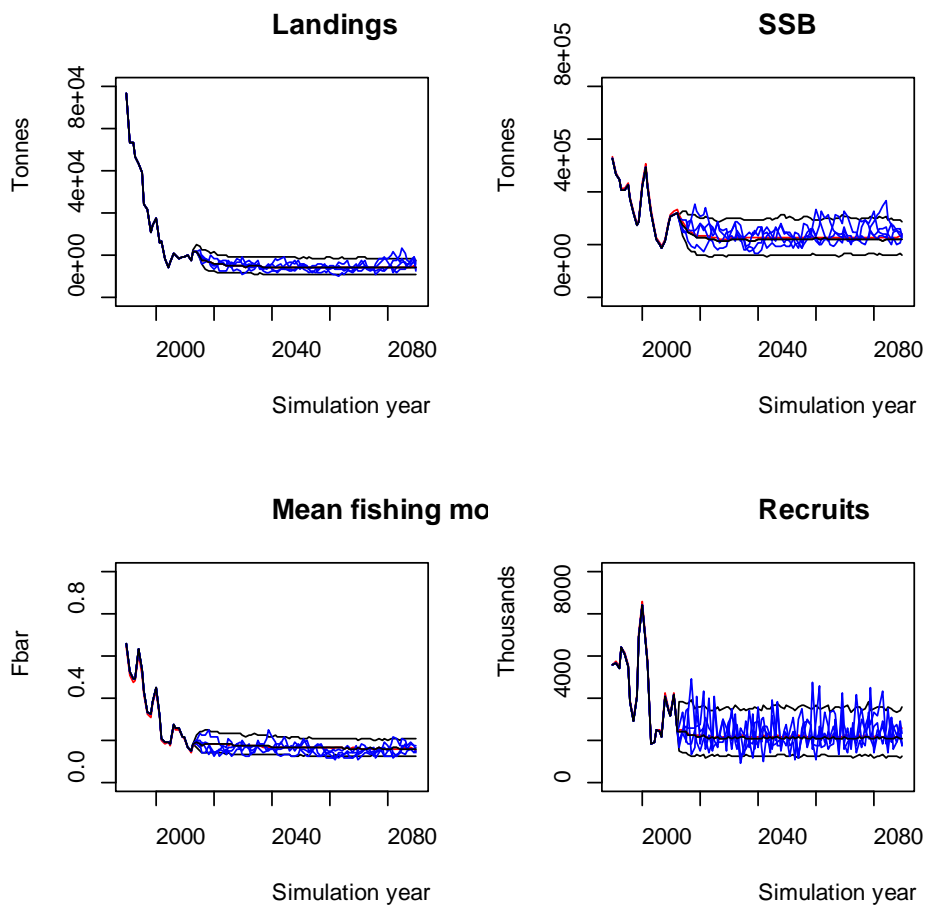 Landings
Tonnes
0e+00 4e+04 8e+04
2000 2040 2080
Simulation year
SSB
Tonnes
0e+00 4e+05 8e+05
2000 2040 2080
Simulation year
Mean fishing mo
Fbar
0.0 0.4 0.8
2000 2040 2080
Simulation year
Recruits
Thousands
0 4000 8000
2000 2040 2080
Simulation year